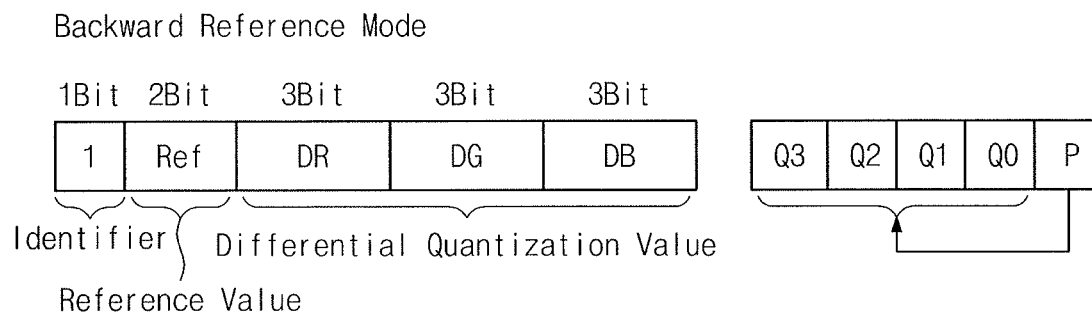 Backward Reference Mode
1Bit 2Bit 3Bit 3Bit 3Bit
1 Ref DR DG DB Q3 Q2 Q1 Q0 P
Identifier Differential Quantization Value
Reference Value